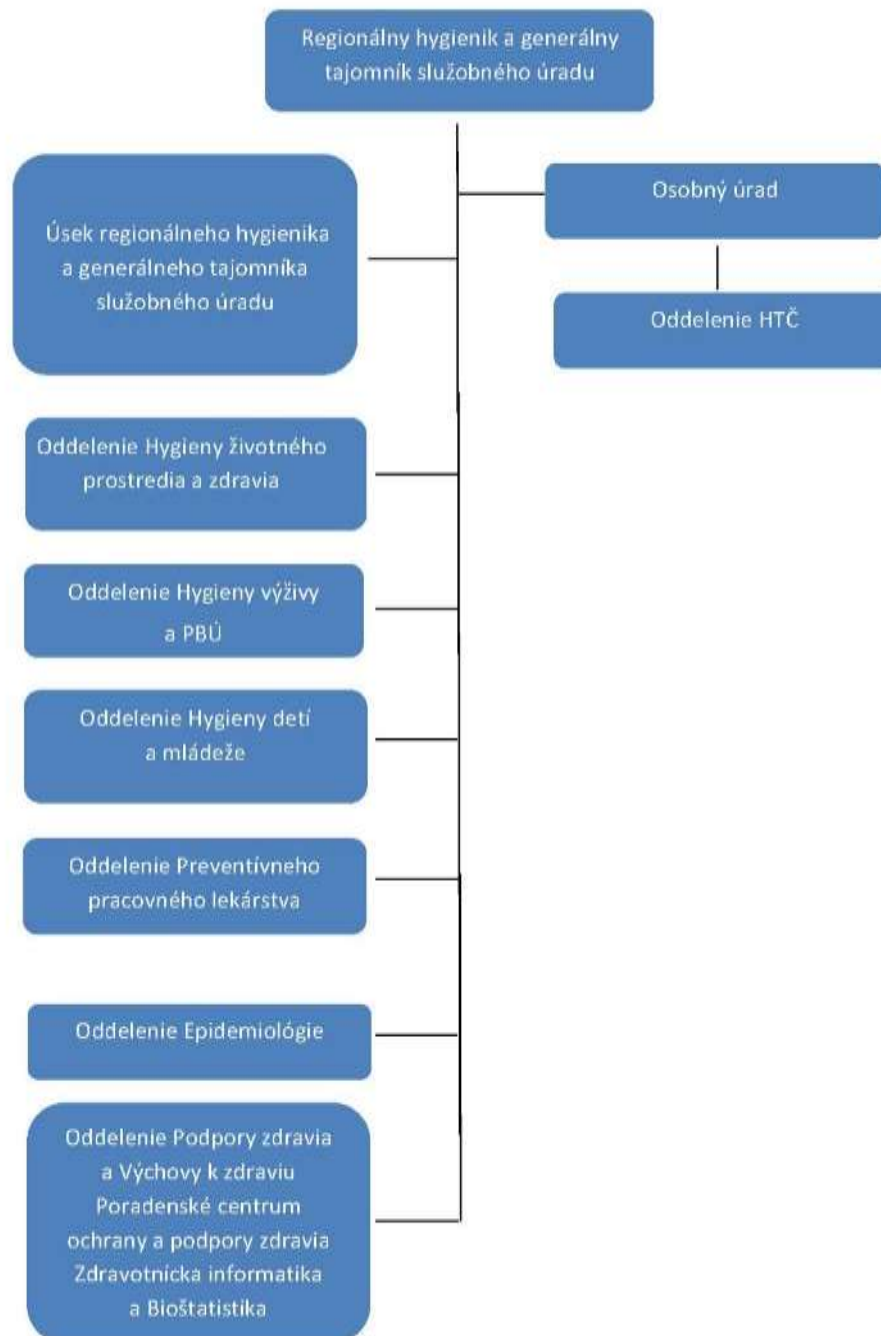 Regionálny hygienik a generálny
tajomník služobného úradu
Úsek regionálneho hygienika
a generálneho tajomníka
služobného úradu
Osobný úrad
Oddelenie HTČ
Oddelenie Hygieny životného
prostredia a zdravia
Oddelenie Hygieny výživy
a PBÚ
Oddelenie Hygieny detí
a mládeže
Oddelenie Preventívneho
pracovného lekárstva
Oddelenie Epidemiológie
Oddelenie Podpory zdravia
a Výchovy k zdraviu
Poradenské centrum
ochrany a podpory zdravia
Zdravotnícka informatika
a Bioštatistika